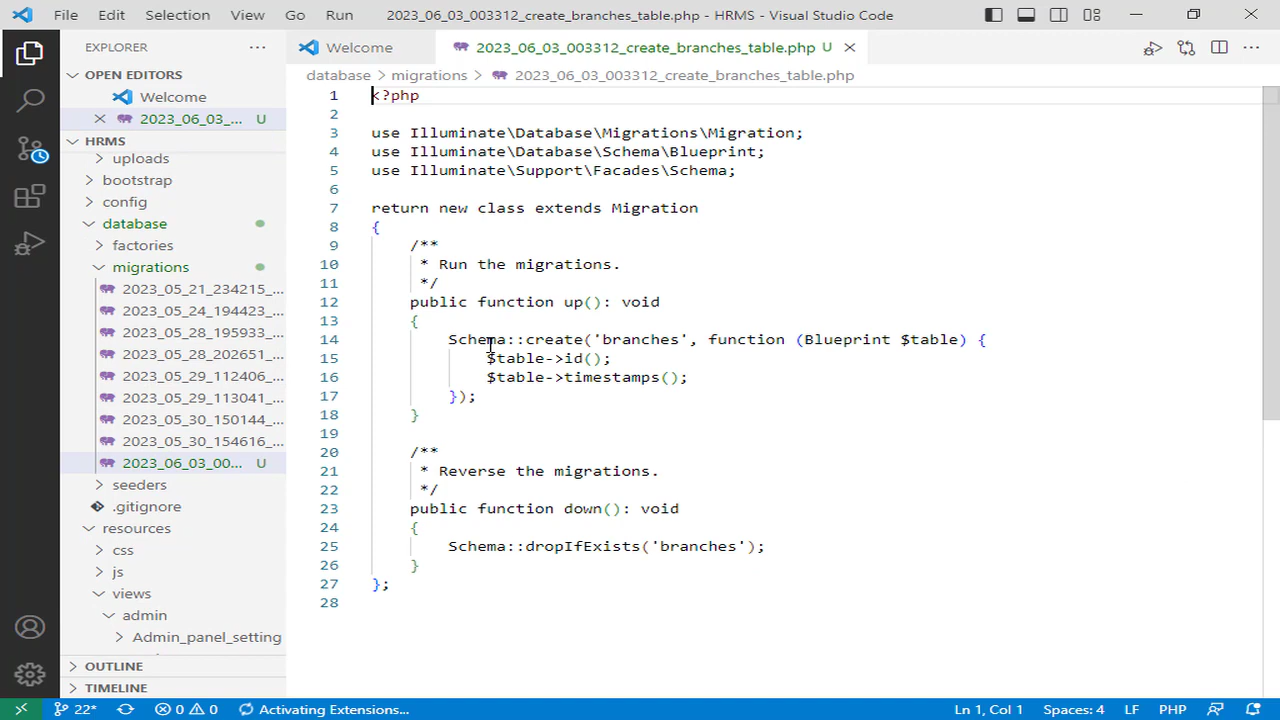 File Edit Selection View Go Run 2023_06_03_003312_create_branches_table.php - HRMS - Visual Studio Code
EXPLORER
OPEN EDITORS
Welcome
2023_06_03_... U
HRMS
uploads
bootstrap
config
database
factories
migrations
2023_05_21_234215_...
2023_05_24_194423_...
2023_05_28_195933_...
2023_05_28_202651_...
2023_05_29_112406_...
2023_05_29_113041_...
2023_05_30_150144_...
2023_05_30_154616_...
2023_06_03_00... U
seeders
.gitignore
resources
css
js
views
admin
Admin_panel_setting
OUTLINE
TIMELINE
Welcome 2023_06_03_003312_create_branches_table.php U
database > migrations > 2023_06_03_003312_create_branches_table.php
1 <?php
2
3 use Illuminate\Database\Migrations\Migration;
4 use Illuminate\Database\Schema\Blueprint;
5 use Illuminate\Support\Facades\Schema;
6
7 return new class extends Migration
8 {
9 /**
10 * Run the migrations.
11 */
12 public function up(): void
13 {
14 Schema::create('branches', function (Blueprint $table) {
15 $table->id();
16 $table->timestamps();
17 });
18 }
19
20 /**
21 * Reverse the migrations.
22 */
23 public function down(): void
24 {
25 Schema::dropIfExists('branches');
26 }
27 };
28
22* 0 0 Activating Extensions... Ln 1, Col 1 Spaces: 4 LF PHP